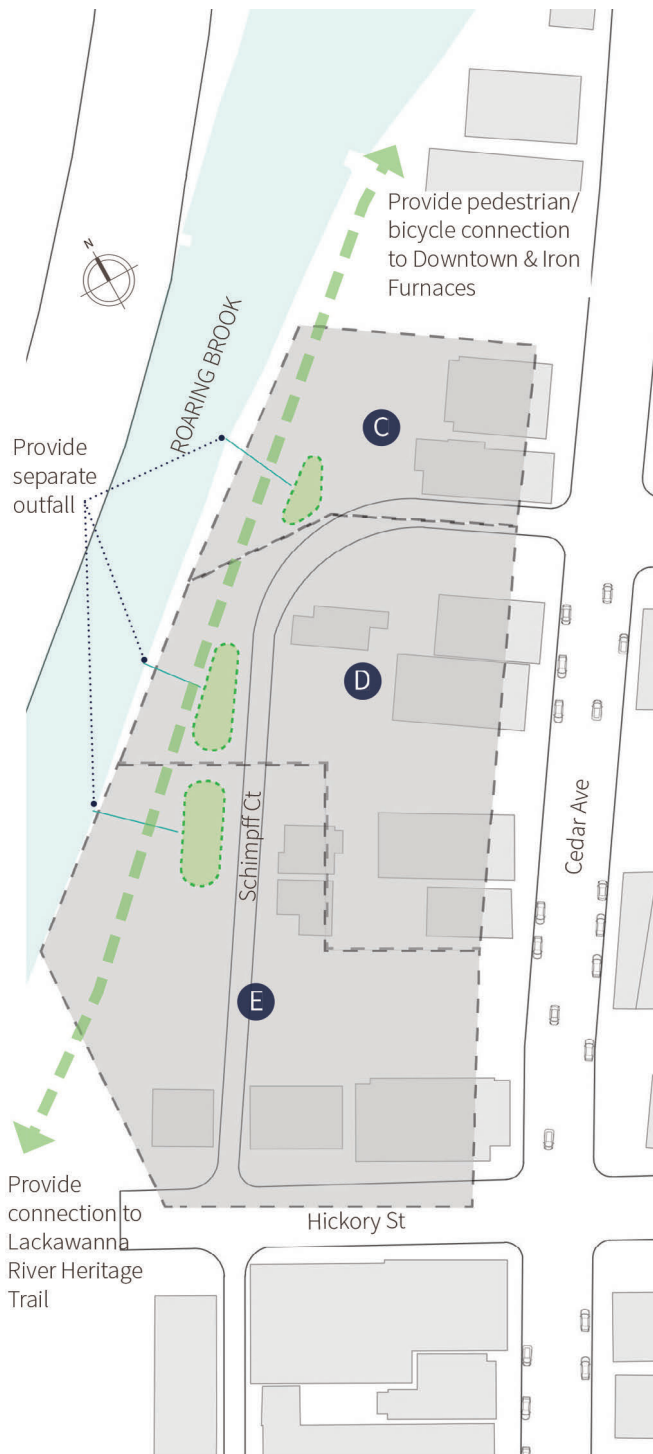 Provide pedestrian/
bicycle connection
to Downtown & Iron
Furnaces
N
ROARING BROOK
C
Provide
separate
outfall
D
Cedar Ave
Schimpff Ct
E
Provide
connection to
Lackawanna
River Heritage
Trail
Hickory St